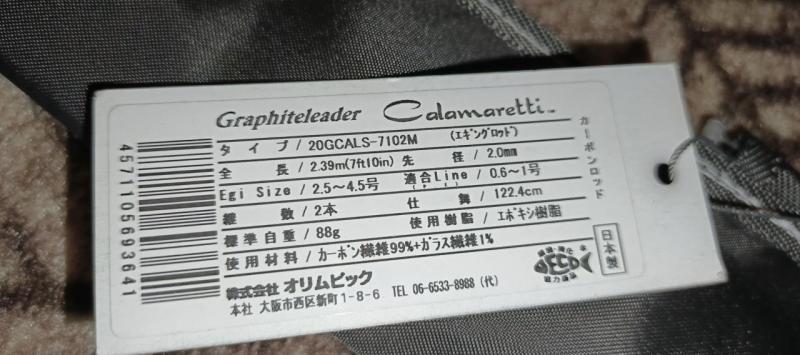 Graphiteleader Calamaretti
タイプ / 20GCALS-7102M (エギングロッド)
全長 / 2.39m(7ft10in) 先径 / 2.0mm
Egi Size / 2.5〜4.5号 適合Line / 0.6〜1号
(PE)
継数 / 2本 仕舞 / 122.4cm
標準自重 / 88g 使用樹脂 / エポキシ樹脂
使用材料 / カーボン繊維99%+ガラス繊維1%
株式会社 オリムピック
本社 大阪市西区新町1-8-6 TEL 06-6533-8988 (代)
4571105693641
カーボンロッド
ECO
日本製